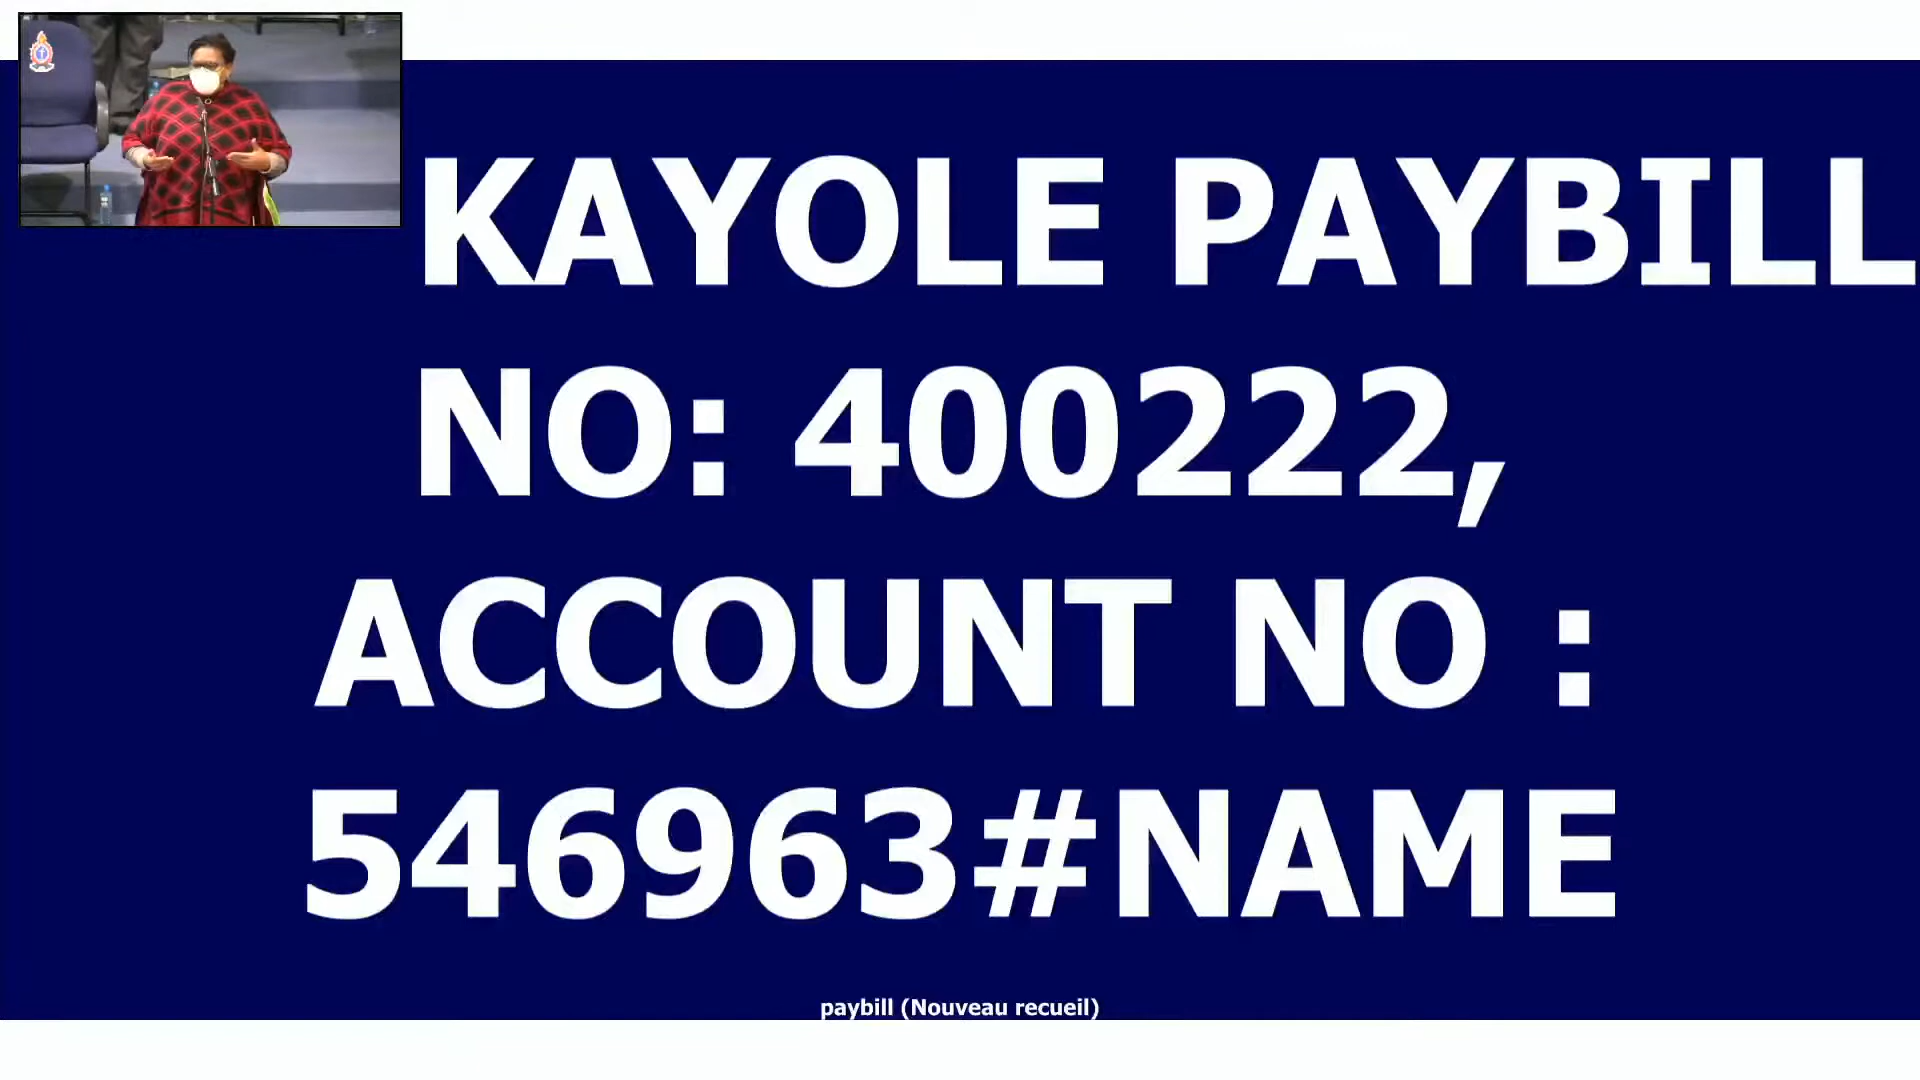 KAYOLE PAYBILL
NO: 400222,
ACCOUNT NO :
546963#NAME
paybill (Nouveau recueil)